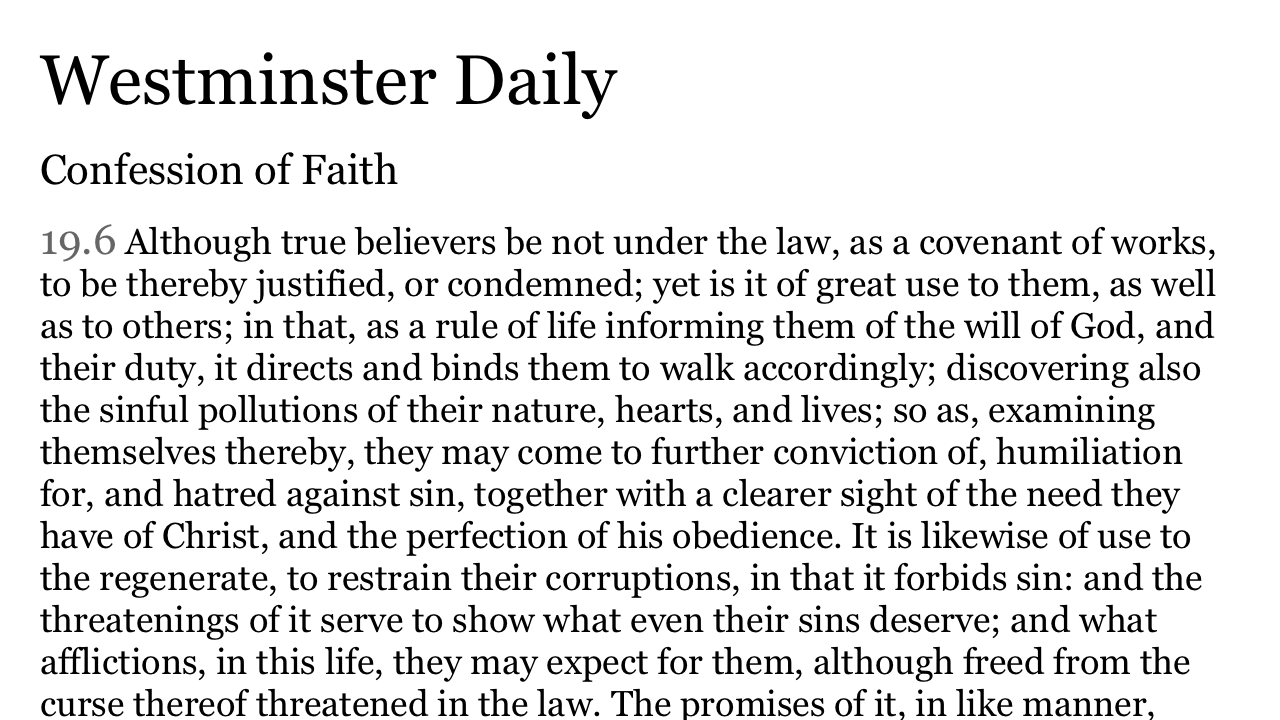 Westminster Daily
Confession of Faith
19.6 Although true believers be not under the law, as a covenant of works,
to be thereby justified, or condemned; yet is it of great use to them, as well
as to others; in that, as a rule of life informing them of the will of God, and
their duty, it directs and binds them to walk accordingly; discovering also
the sinful pollutions of their nature, hearts, and lives; so as, examining
themselves thereby, they may come to further conviction of, humiliation
for, and hatred against sin, together with a clearer sight of the need they
have of Christ, and the perfection of his obedience. It is likewise of use to
the regenerate, to restrain their corruptions, in that it forbids sin: and the
threatenings of it serve to show what even their sins deserve; and what
afflictions, in this life, they may expect for them, although freed from the
curse thereof threatened in the law. The promises of it, in like manner,